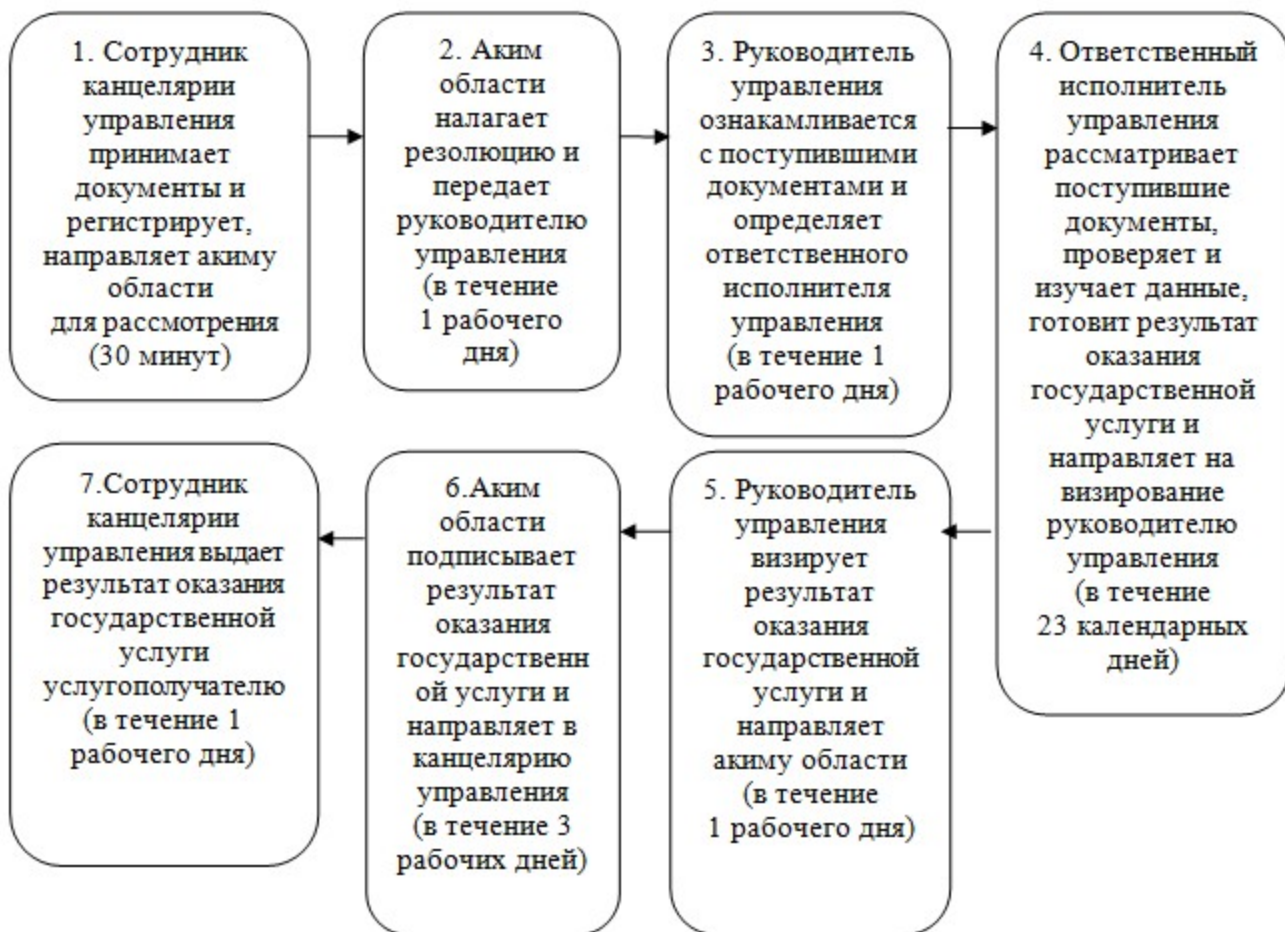 1. Сотрудник
канцелярии
управления
принимает
документы и
регистрирует,
направляет акиму
области
для рассмотрения
(30 минут)
2. Аким
области
налагает
резолюцию и
передает
руководителю
управления
(в течение
1 рабочего
дня)
3. Руководитель
управления
ознакамливается
с поступившими
документами и
определяет
ответственного
исполнителя
управления
(в течение 1
рабочего дня)
4. Ответственный
исполнитель
управления
рассматривает
поступившие
документы,
проверяет и
изучает данные,
готовит результат
оказания
государственной
услуги и
направляет на
визирование
руководителю
управления
(в течение
23 календарных
дней)
5. Руководитель
управления
визирует
результат
оказания
государственной
услуги и
направляет
акиму области
(в течение
1 рабочего дня)
6.Аким
области
подписывает
результат
оказания
государственн
ой услуги и
направляет в
канцелярию
управления
(в течение 3
рабочих дней)
7.Сотрудник
канцелярии
управления выдает
результат оказания
государственной
услуги
услугополучателю
(в течение 1
рабочего дня)